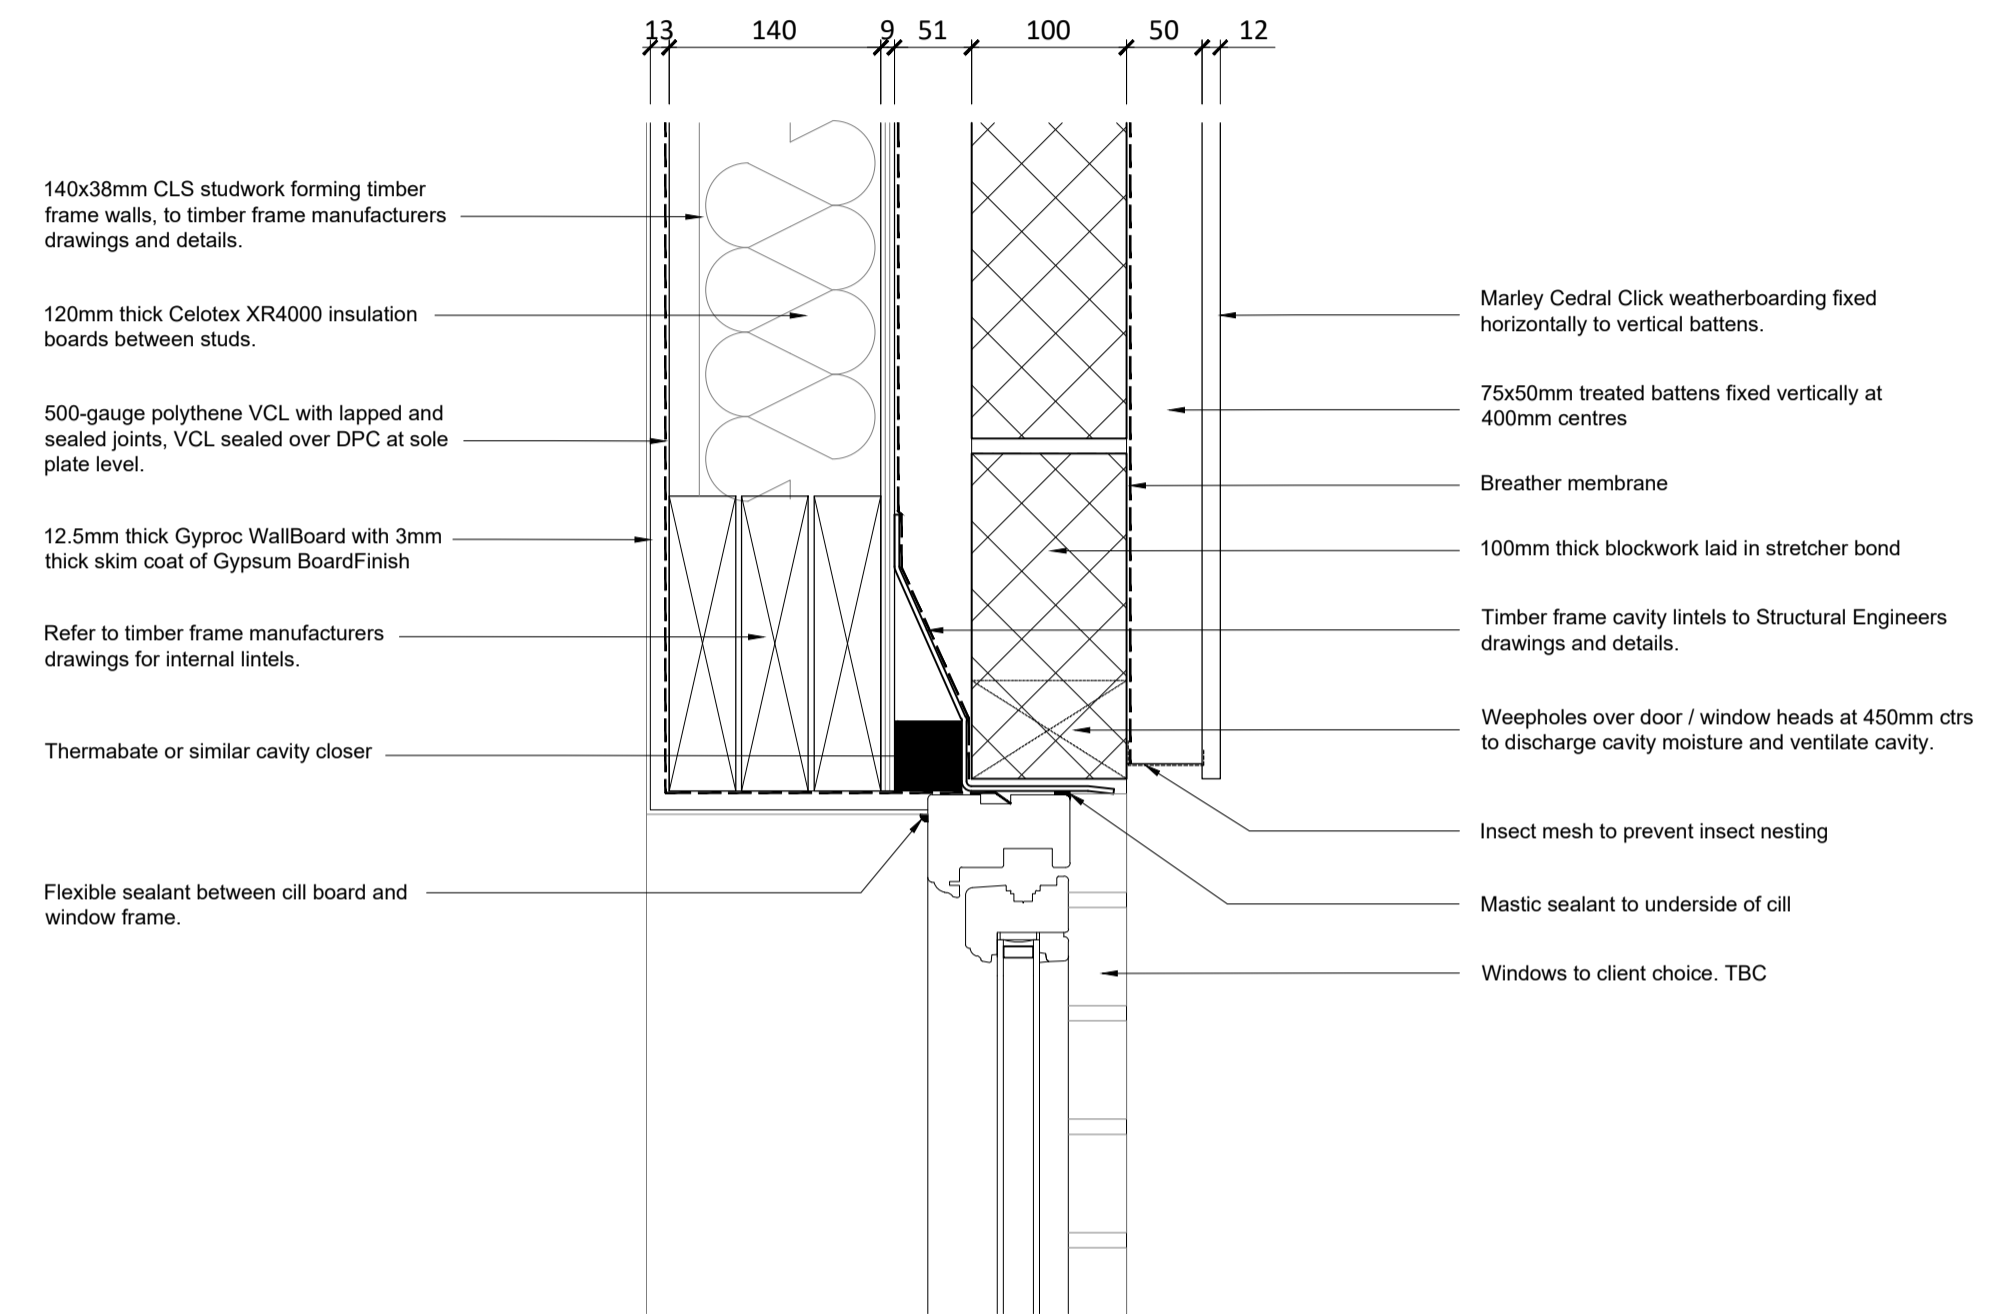 13 140 9 51 100 50 12
140x38mm CLS studwork forming timber
frame walls, to timber frame manufacturers
drawings and details.
120mm thick Celotex XR4000 insulation
boards between studs.
500-gauge polythene VCL with lapped and
sealed joints, VCL sealed over DPC at sole
plate level.
12.5mm thick Gyproc WallBoard with 3mm
thick skim coat of Gypsum BoardFinish
Refer to timber frame manufacturers
drawings for internal lintels.
Thermabate or similar cavity closer
Flexible sealant between cill board and
window frame.
Marley Cedral Click weatherboarding fixed
horizontally to vertical battens.
75x50mm treated battens fixed vertically at
400mm centres
Breather membrane
100mm thick blockwork laid in stretcher bond
Timber frame cavity lintels to Structural Engineers
drawings and details.
Weepholes over door / window heads at 450mm ctrs
to discharge cavity moisture and ventilate cavity.
Insect mesh to prevent insect nesting
Mastic sealant to underside of cill
Windows to client choice. TBC